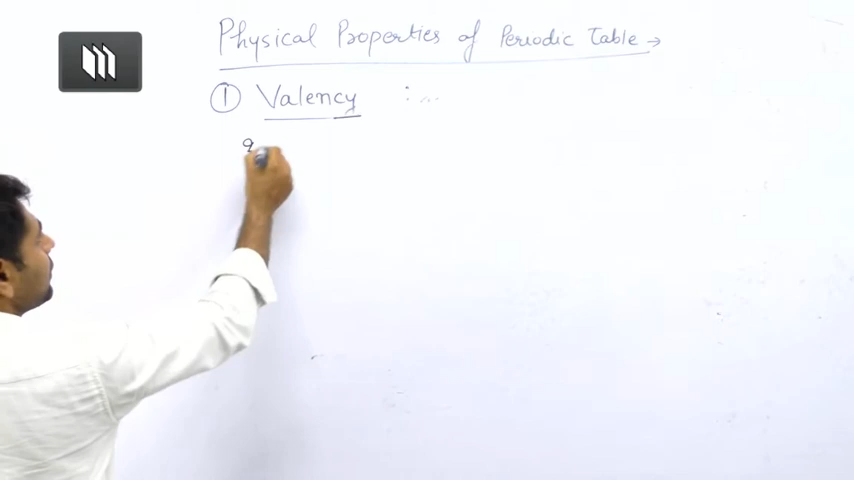 Physical Properties of Periodic Table →
① Valency :...